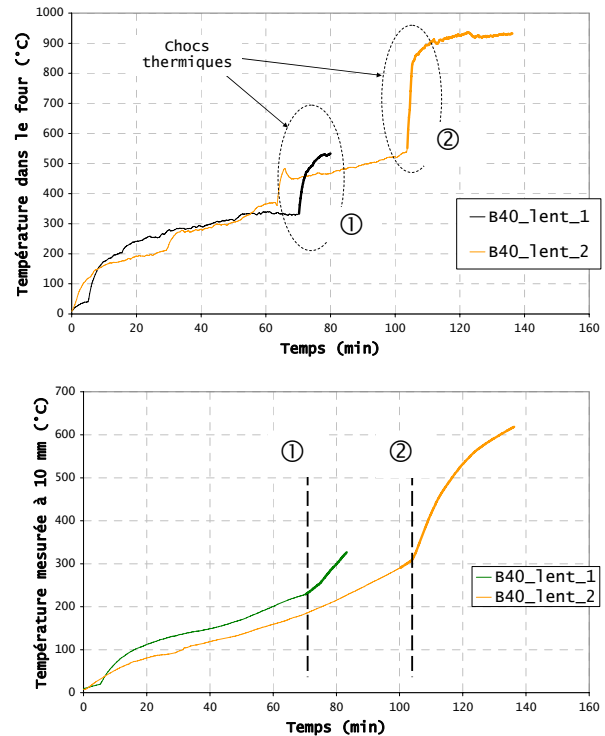 Température dans le four (°C)
1000
900
800
700
600
500
400
300
200
100
0
Chocs
thermiques
①
②
B40_lent_1
B40_lent_2
0 20 40 60 80 100 120 140 160
Temps (min)
Température mesurée à 10 mm (°C)
700
600
500
400
300
200
100
0
① ②
B40_lent_1
B40_lent_2
0 20 40 60 80 100 120 140 160
Temps (min)